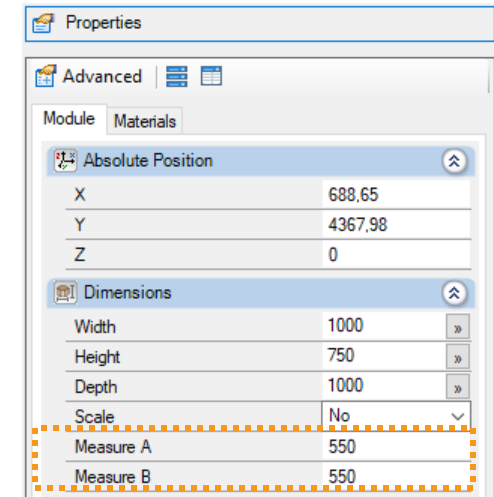 Properties
Advanced
Module Materials
Absolute Position
X 688,65
Y 4367,98
Z 0
Dimensions
Width 1000 »
Height 750 »
Depth 1000 »
Scale No
Measure A 550
Measure B 550